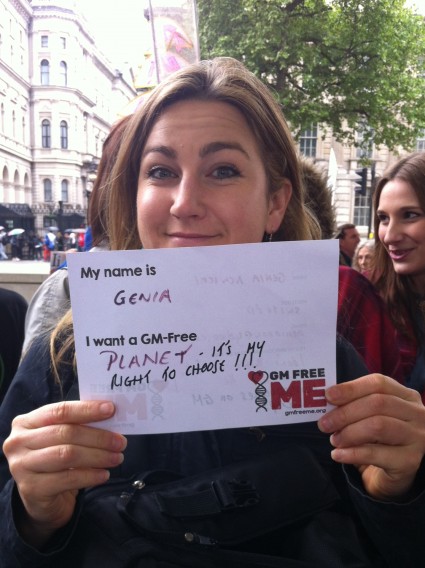 My name is
GENIA
I want a GM-Free
PLANET - IT'S MY
RIGHT TO CHOOSE !!!!
GM FREE
ME
gmfreeme.org